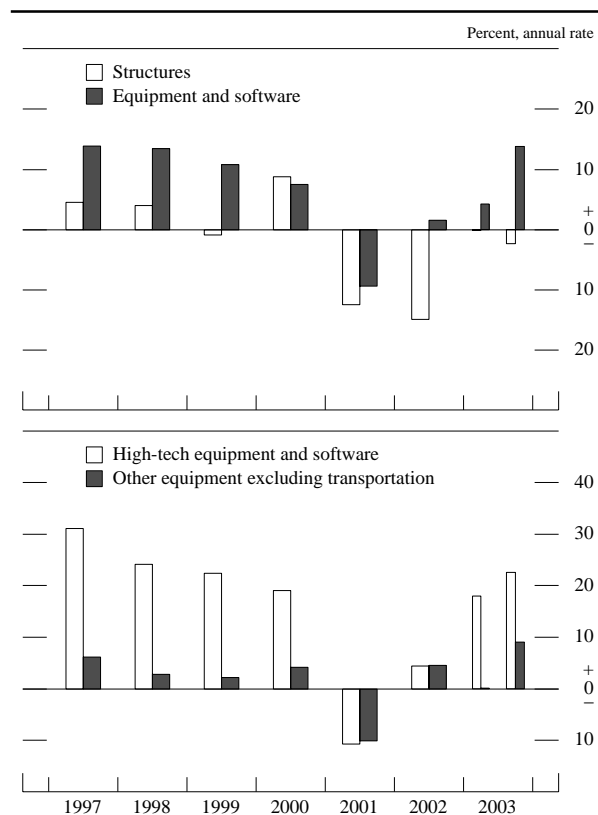 Percent, annual rate
Structures
Equipment and software
20
10
+
0
−
10
20
High-tech equipment and software
Other equipment excluding transportation
40
30
20
10
+
0
−
10
1997 1998 1999 2000 2001 2002 2003